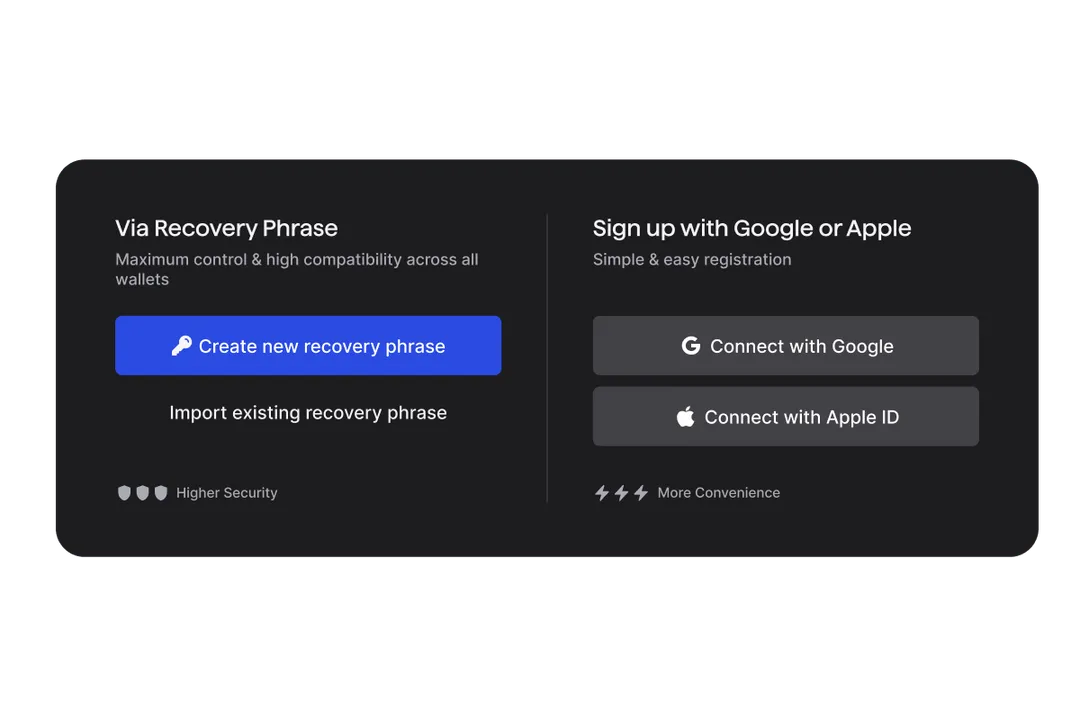 Via Recovery Phrase
Maximum control & high compatibility across all
wallets
Create new recovery phrase
Import existing recovery phrase
Higher Security
Sign up with Google or Apple
Simple & easy registration
Connect with Google
Connect with Apple ID
More Convenience